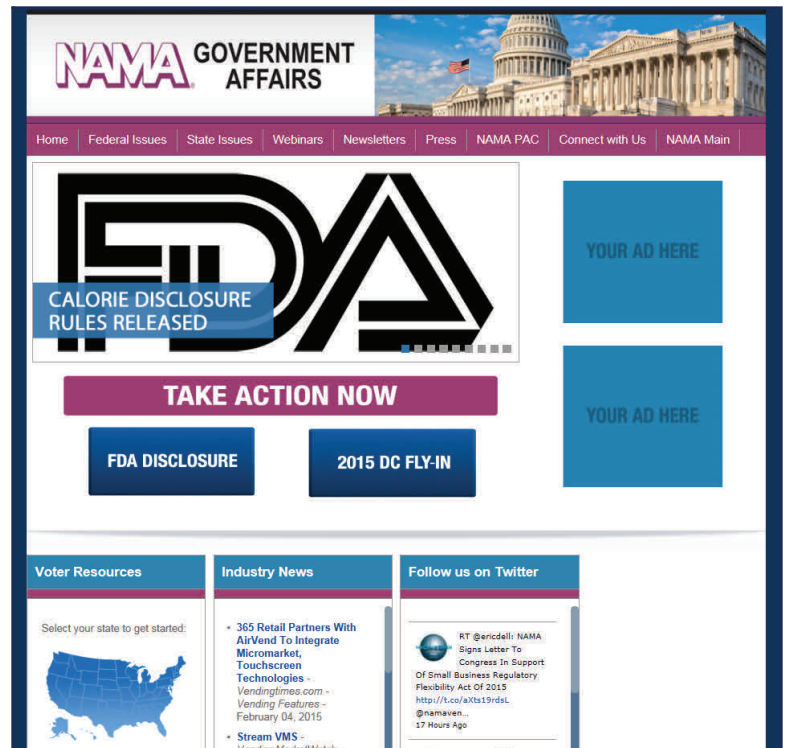 NAMA GOVERNMENT
AFFAIRS
Home Federal Issues State Issues Webinars Newsletters Press NAMA PAC Connect with Us NAMA Main
FDA
CALORIE DISCLOSURE
RULES RELEASED
YOUR AD HERE
TAKE ACTION NOW
FDA DISCLOSURE
2015 DC FLY-IN
YOUR AD HERE
Voter Resources
Select your state to get started:
Industry News
365 Retail Partners With
AirVend To Integrate
Micromarket,
Touchscreen
Technologies -
Vendingtimes.com -
Vending Features -
February 04, 2015
Stream VMS -
Follow us on Twitter
RT @ericdell: NAMA
Signs Letter To
Congress In Support
Of Small Business Regulatory
Flexibility Act Of 2015
http://t.co/aXts19rdsL
@namaven...
17 Hours Ago